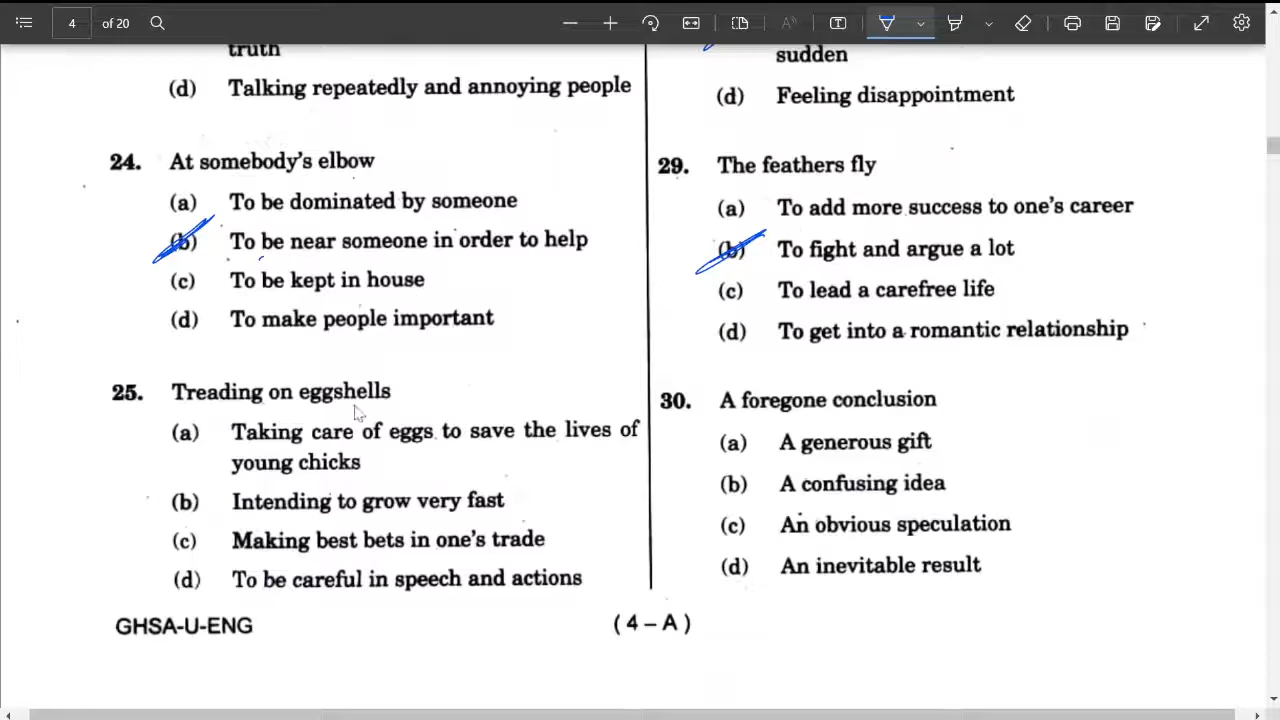 4 of 20
truth
(d) Talking repeatedly and annoying people
24. At somebody's elbow
(a) To be dominated by someone
(b) To be near someone in order to help
(c) To be kept in house
(d) To make people important
25. Treading on eggshells
(a) Taking care of eggs to save the lives of
young chicks
(b) Intending to grow very fast
(c) Making best bets in one's trade
(d) To be careful in speech and actions
sudden
(d) Feeling disappointment
29. The feathers fly
(a) To add more success to one's career
(b) To fight and argue a lot
(c) To lead a carefree life
(d) To get into a romantic relationship
30. A foregone conclusion
(a) A generous gift
(b) A confusing idea
(c) An obvious speculation
(d) An inevitable result
GHSA-U-ENG
( 4 – A )